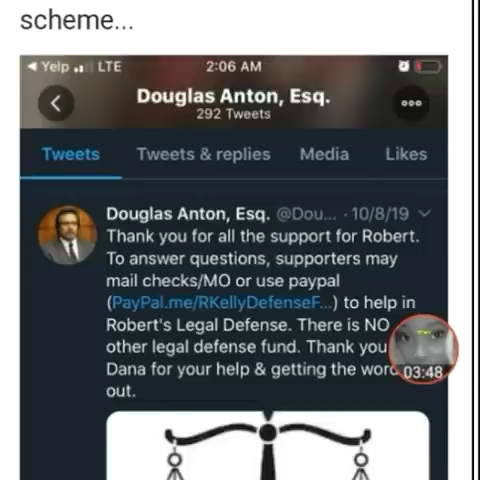 scheme...
Yelp LTE 2:06 AM
Douglas Anton, Esq.
292 Tweets
Tweets Tweets & replies Media Likes
Douglas Anton, Esq. @Dou... · 10/8/19
Thank you for all the support for Robert.
To answer questions, supporters may
mail checks/MO or use paypal
(PayPal.me/RKellyDefenseF...) to help in
Robert's Legal Defense. There is NO
other legal defense fund. Thank you
Dana for your help & getting the
03:48
out.